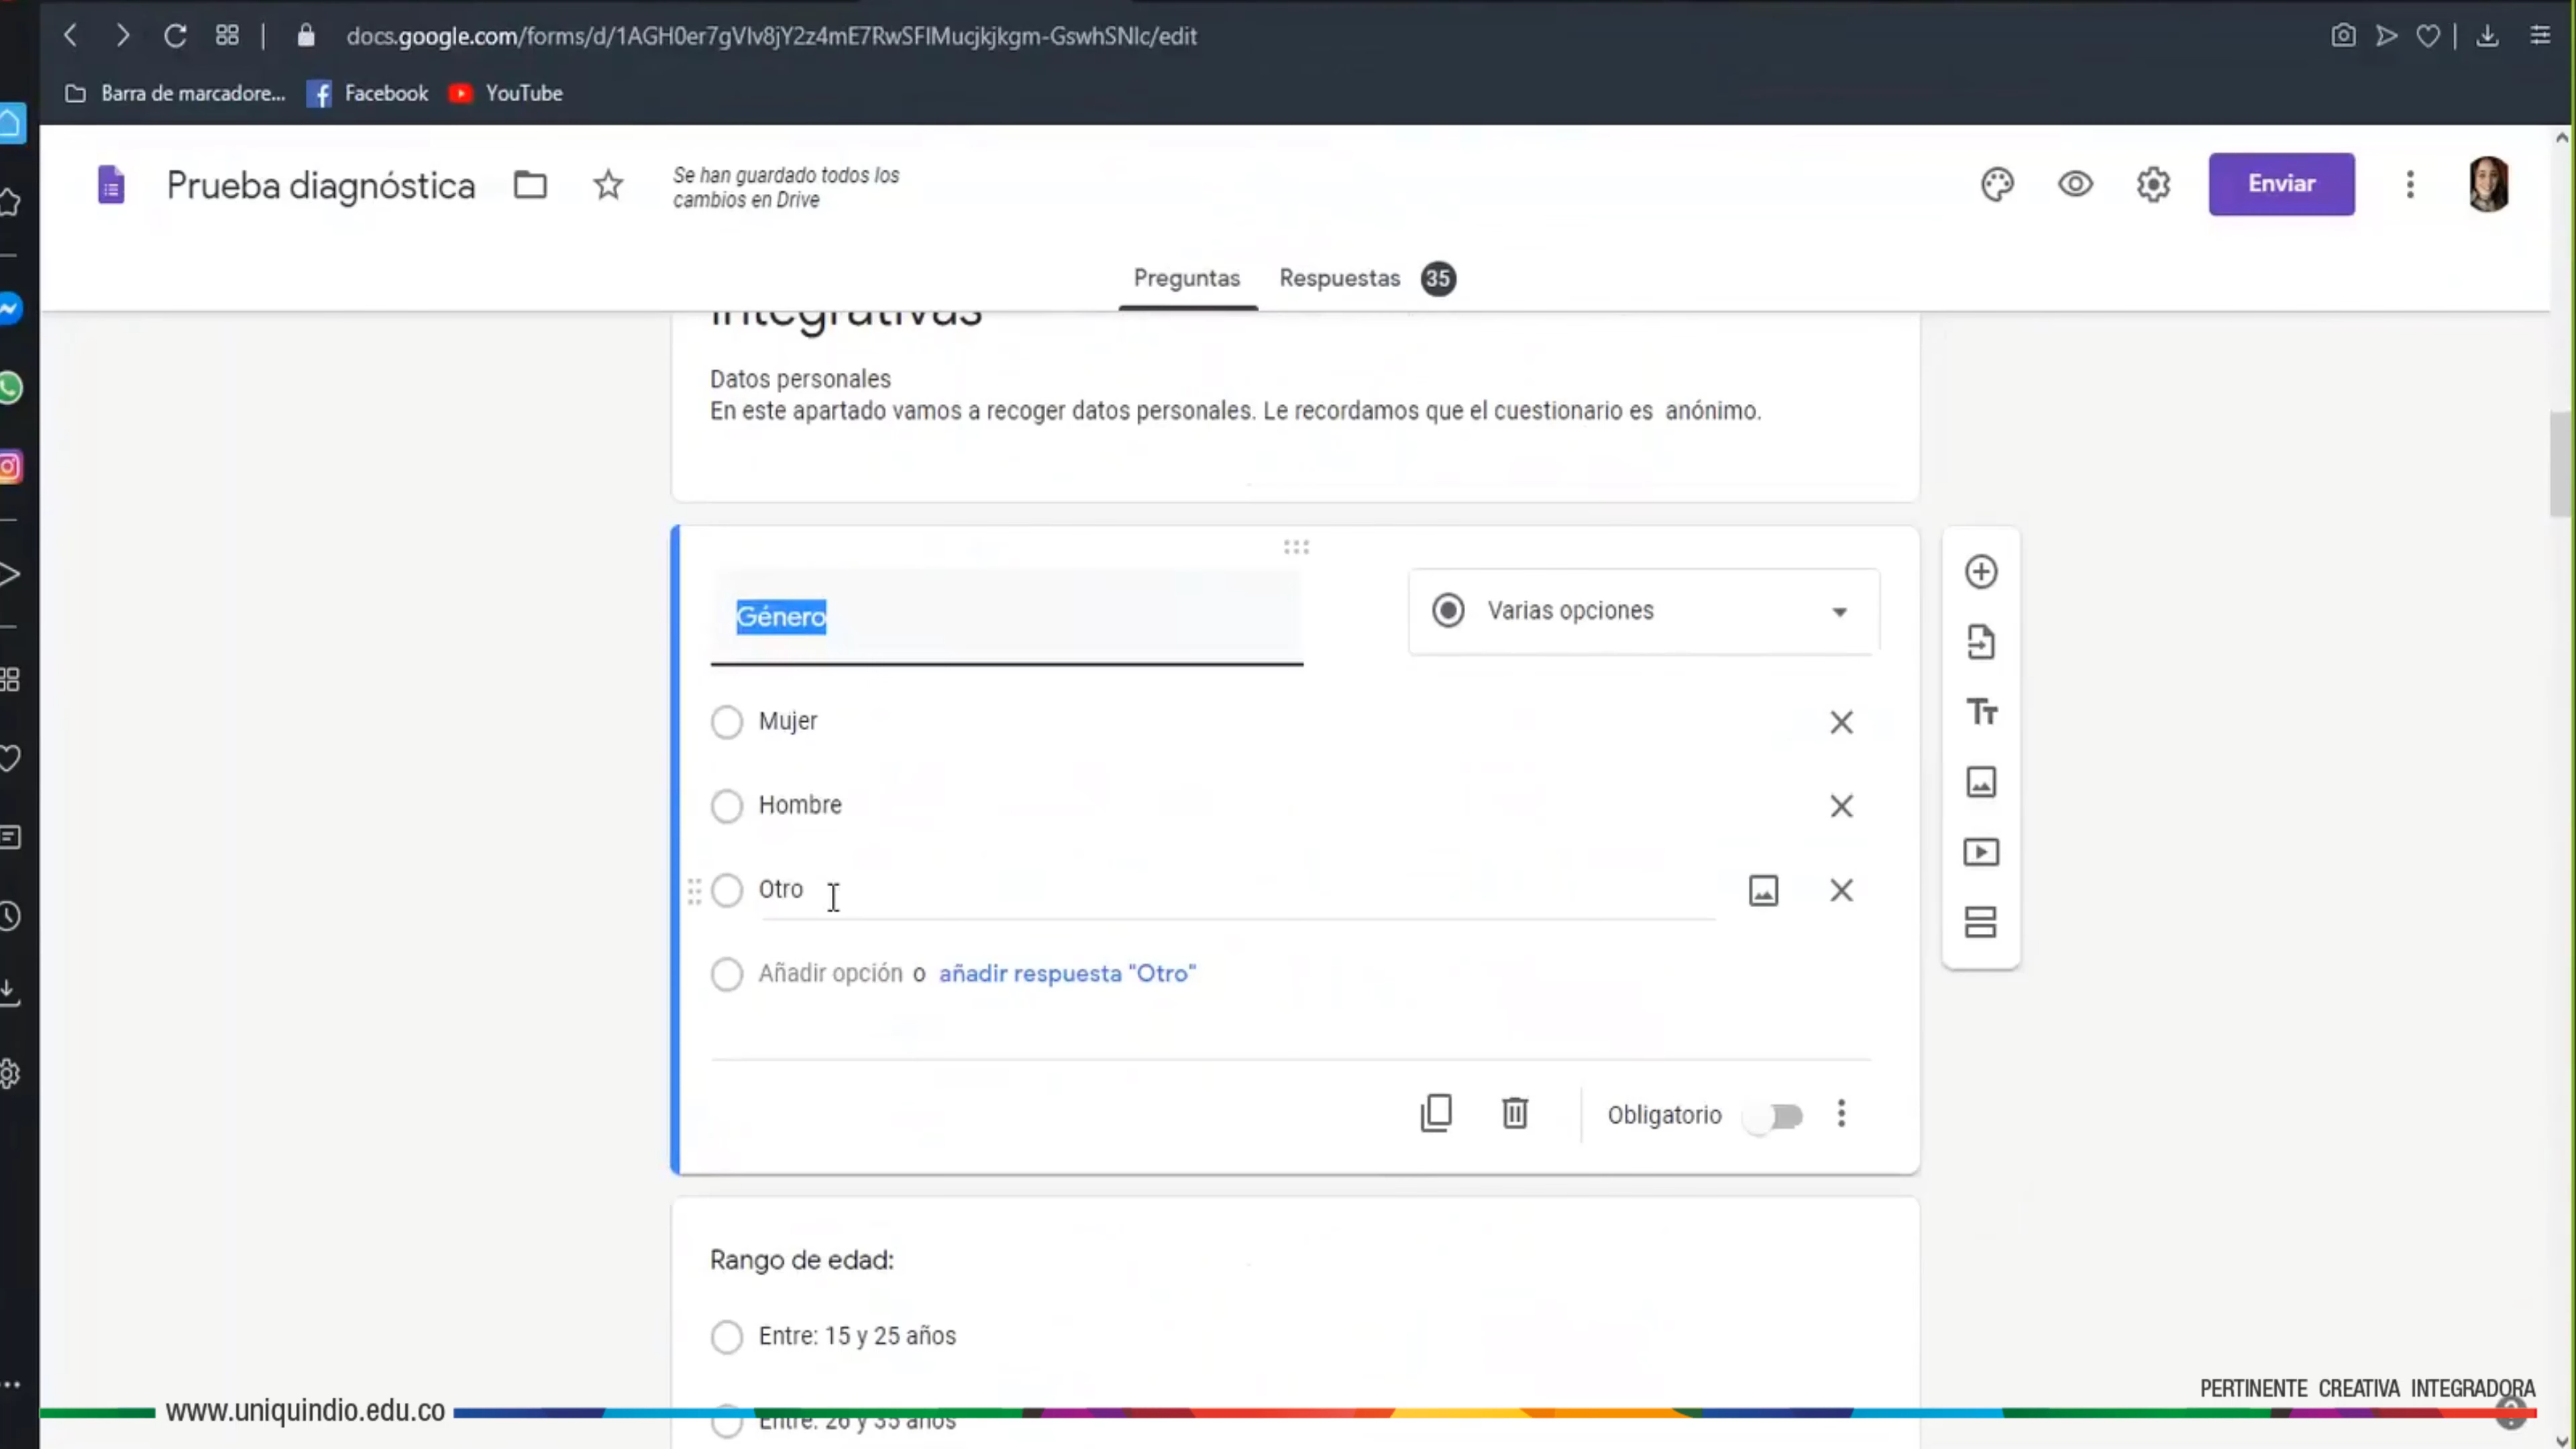 docs.google.com/forms/d/1AGH0er7gVIv8jY2z4mE7RwSFIMucjkjkgm-GswhSNlc/edit
Barra de marcadore... Facebook YouTube
Prueba diagnóstica
Se han guardado todos los
cambios en Drive
Enviar
Preguntas Respuestas 35
Integrativas
Datos personales
En este apartado vamos a recoger datos personales. Le recordamos que el cuestionario es anónimo.
Género
Varias opciones
Mujer
Hombre
Otro
Añadir opción o añadir respuesta "Otro"
Obligatorio
Rango de edad:
Entre: 15 y 25 años
Entre: 26 y 35 años
PERTINENTE CREATIVA INTEGRADORA
www.uniquindio.edu.co